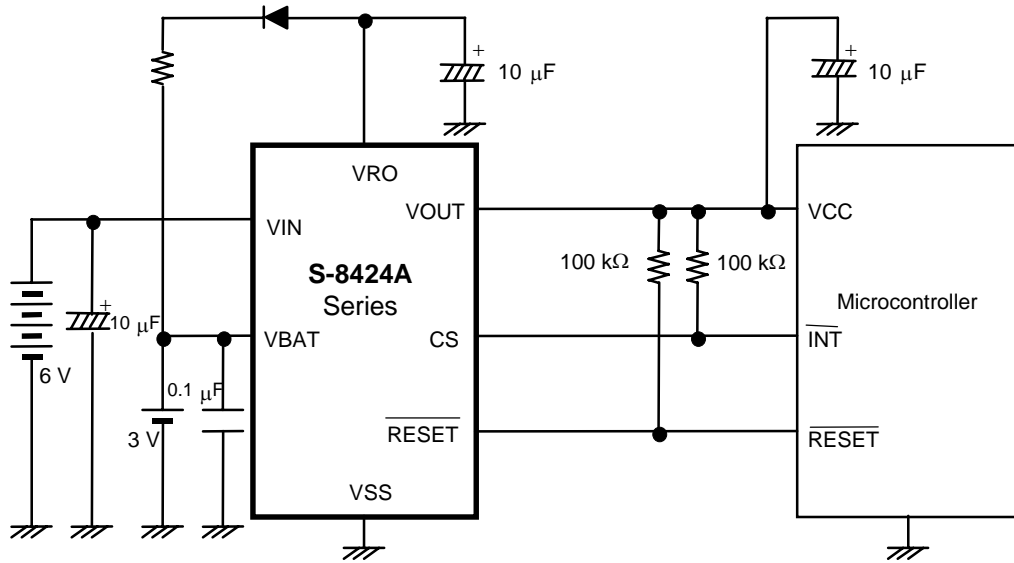 +
10 μF
+
10 μF
VRO
VIN
VOUT
VCC
S-8424A
Series
100 kΩ
100 kΩ
Microcontroller
+
10 μF
6 V
VBAT
CS
INT
0.1 μF
3 V
RESET
RESET
VSS